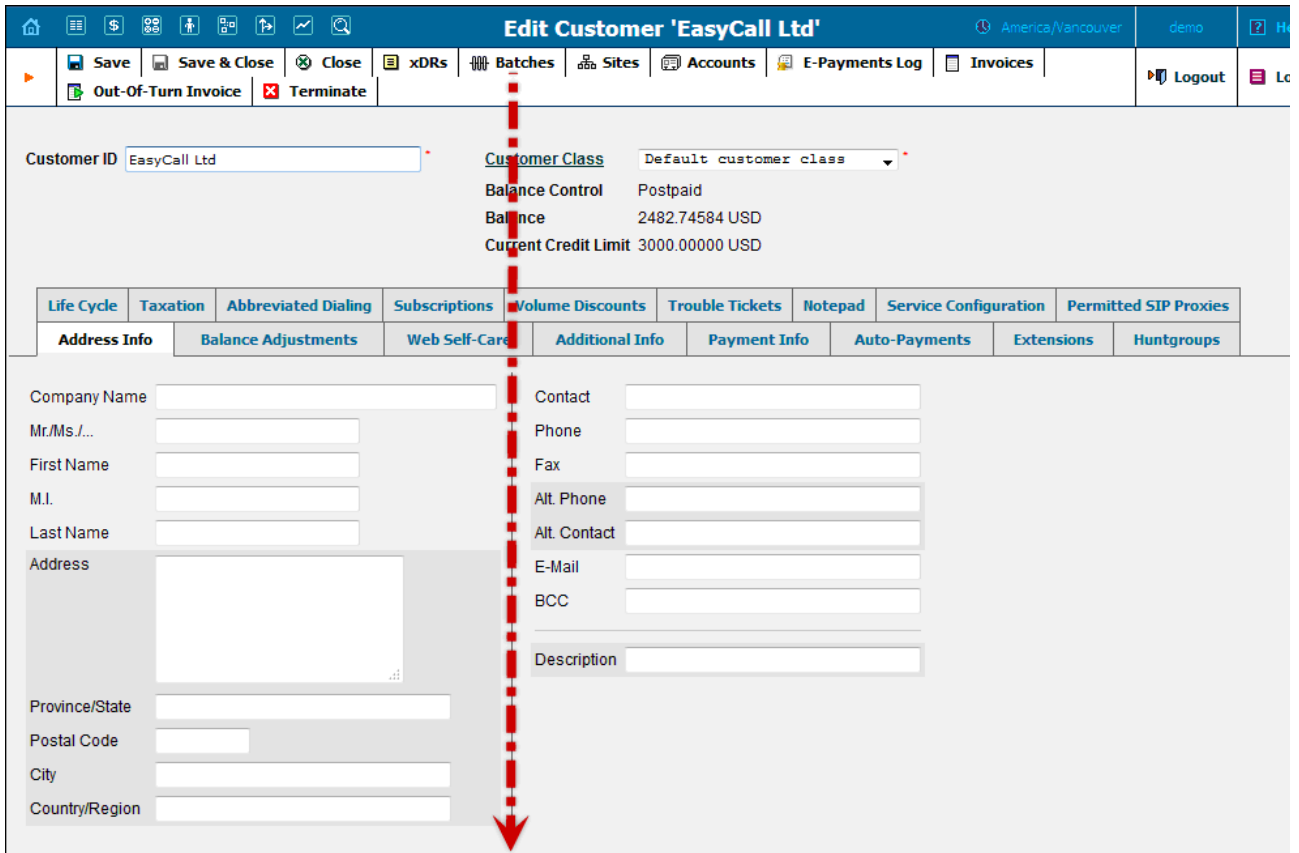 Edit Customer 'EasyCall Ltd' America/Vancouver demo
Save Save & Close Close xDRs Batches Sites Accounts E-Payments Log Invoices
Out-Of-Turn Invoice Terminate Logout
Customer ID EasyCall Ltd * Customer Class Default customer class *
Balance Control Postpaid
Balance 2482.74584 USD
Current Credit Limit 3000.00000 USD
Life Cycle Taxation Abbreviated Dialing Subscriptions Volume Discounts Trouble Tickets Notepad Service Configuration Permitted SIP Proxies
Address Info Balance Adjustments Web Self-Care Additional Info Payment Info Auto-Payments Extensions Huntgroups
Company Name Contact
Mr./Ms./... Phone
First Name Fax
M.I. Alt. Phone
Last Name Alt. Contact
Address E-Mail
BCC
Description
Province/State
Postal Code
City
Country/Region